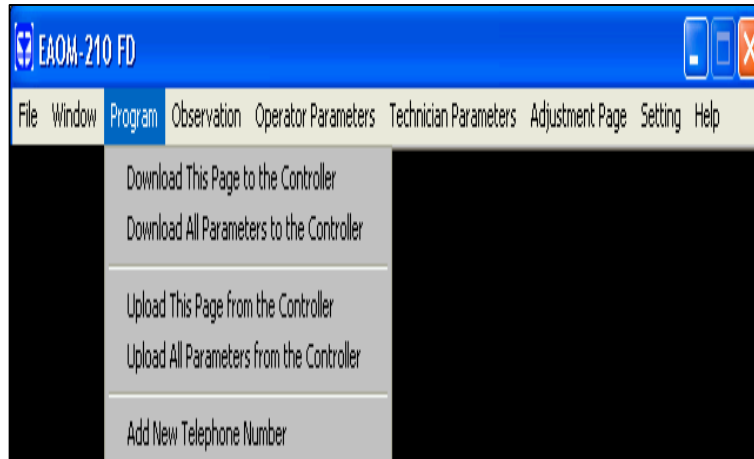 EAOM-210 FD
File Window Program Observation Operator Parameters Technician Parameters Adjustment Page Setting Help
Download This Page to the Controller
Download All Parameters to the Controller
Upload This Page from the Controller
Upload All Parameters from the Controller
Add New Telephone Number